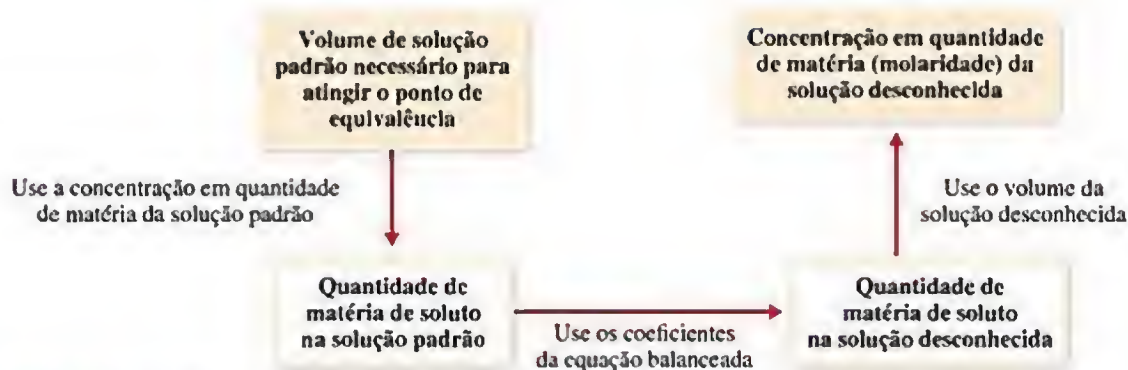 Volume de solução
padrão necessário para
atingir o ponto de
equivalência
Concentração em quantidade
de matéria (molaridade) da
solução desconhecida
Use a concentração em quantidade
de matéria da solução padrão
Use o volume da
solução desconhecida
Quantidade de
matéria de soluto
na solução padrão
Use os coeficientes
da equação balanceada
Quantidade de
matéria de soluto
na solução desconhecida